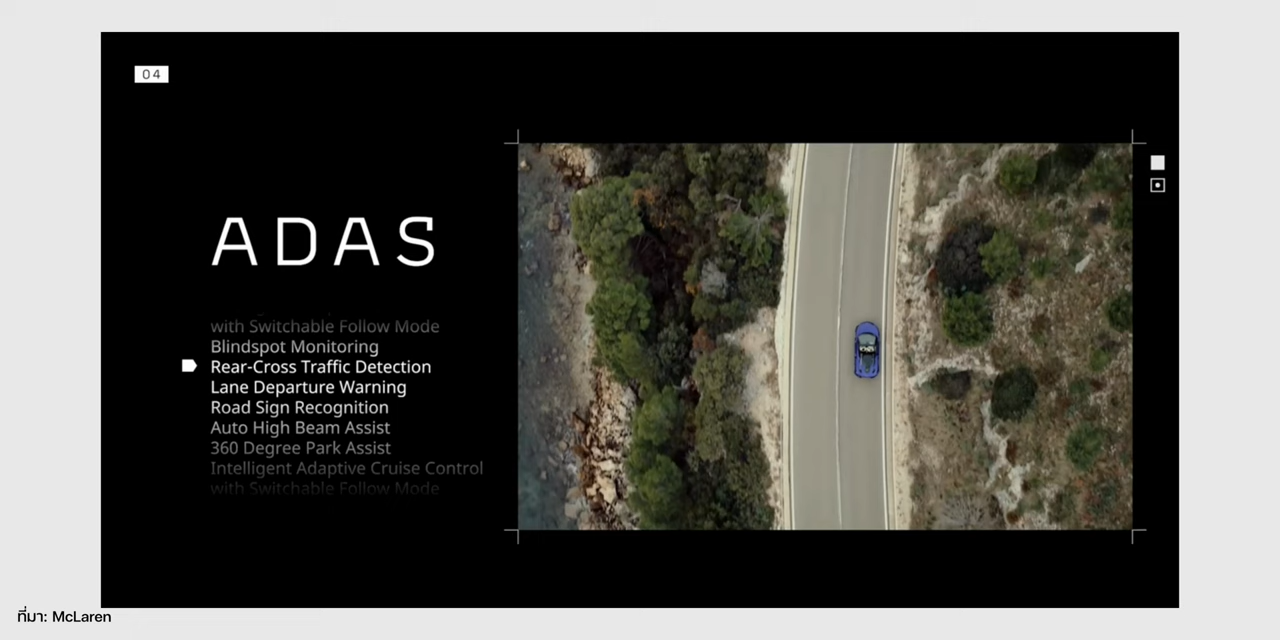 04
ADAS
with Switchable Follow Mode
Blindspot Monitoring
Rear-Cross Traffic Detection
Lane Departure Warning
Road Sign Recognition
Auto High Beam Assist
360 Degree Park Assist
Intelligent Adaptive Cruise Control
with Switchable Follow Mode
ที่มา: McLaren